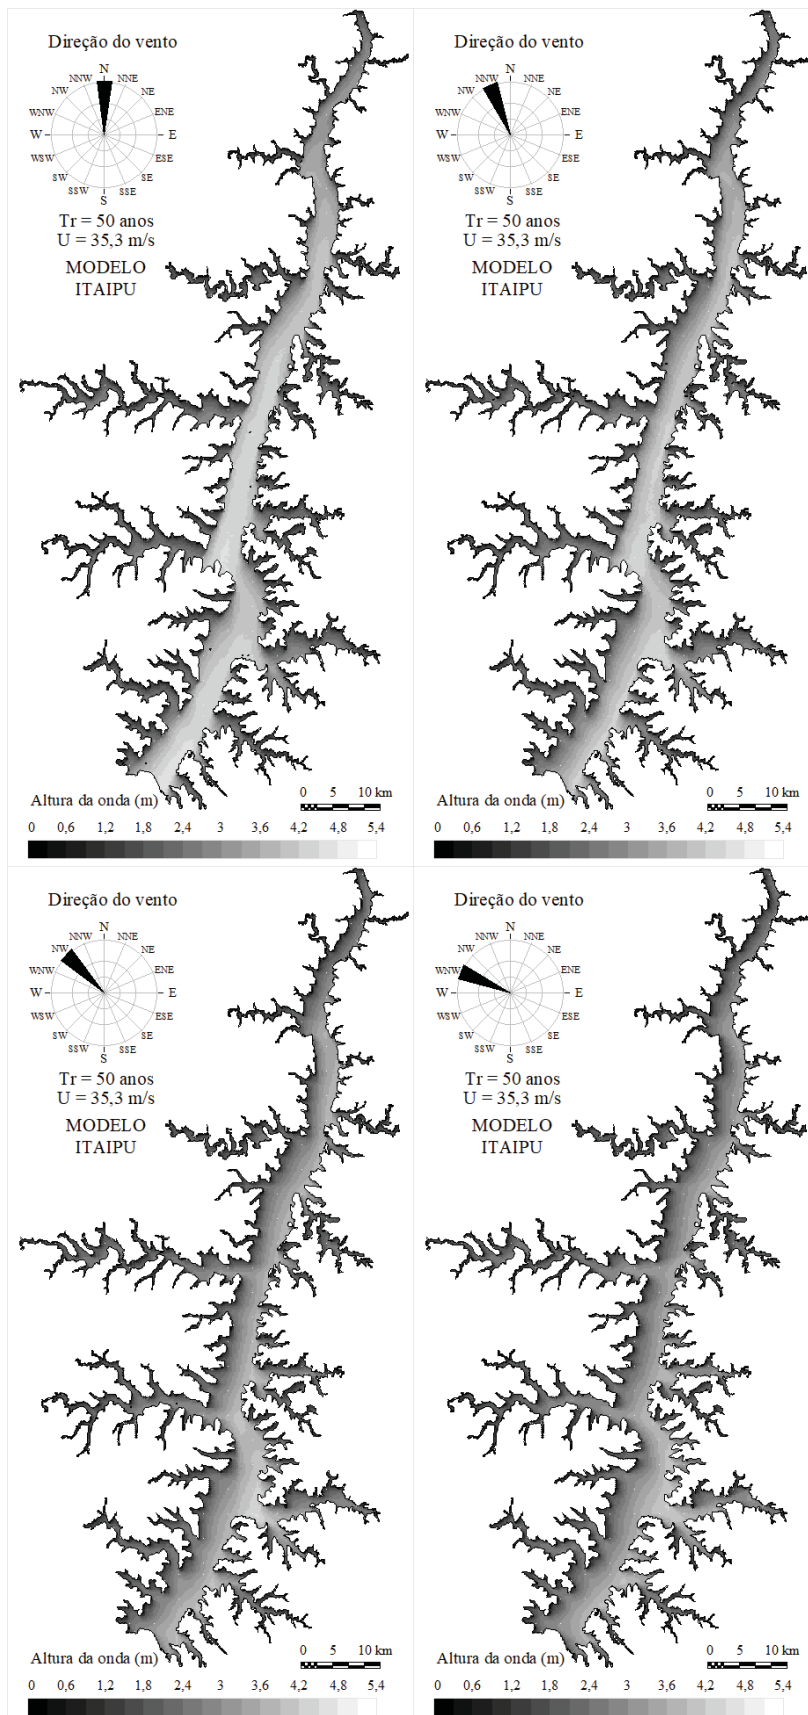 Direção do vento
N
NNW NNE
NW NE
WNW ENE
W E
WSW ESE
SW SE
SSW SSE
S
Tr = 50 anos
U = 35,3 m/s
MODELO
ITAIPU
0 5 10 km
Altura da onda (m)
0 0,6 1,2 1,8 2,4 3 3,6 4,2 4,8 5,4
Direção do vento
N
NNW NNE
NW NE
WNW ENE
W E
WSW ESE
SW SE
SSW SSE
S
Tr = 50 anos
U = 35,3 m/s
MODELO
ITAIPU
0 5 10 km
Altura da onda (m)
0 0,6 1,2 1,8 2,4 3 3,6 4,2 4,8 5,4
Direção do vento
N
NNW NNE
NW NE
WNW ENE
W E
WSW ESE
SW SE
SSW SSE
S
Tr = 50 anos
U = 35,3 m/s
MODELO
ITAIPU
0 5 10 km
Altura da onda (m)
0 0,6 1,2 1,8 2,4 3 3,6 4,2 4,8 5,4
Direção do vento
N
NNW NNE
NW NE
WNW ENE
W E
WSW ESE
SW SE
SSW SSE
S
Tr = 50 anos
U = 35,3 m/s
MODELO
ITAIPU
0 5 10 km
Altura da onda (m)
0 0,6 1,2 1,8 2,4 3 3,6 4,2 4,8 5,4